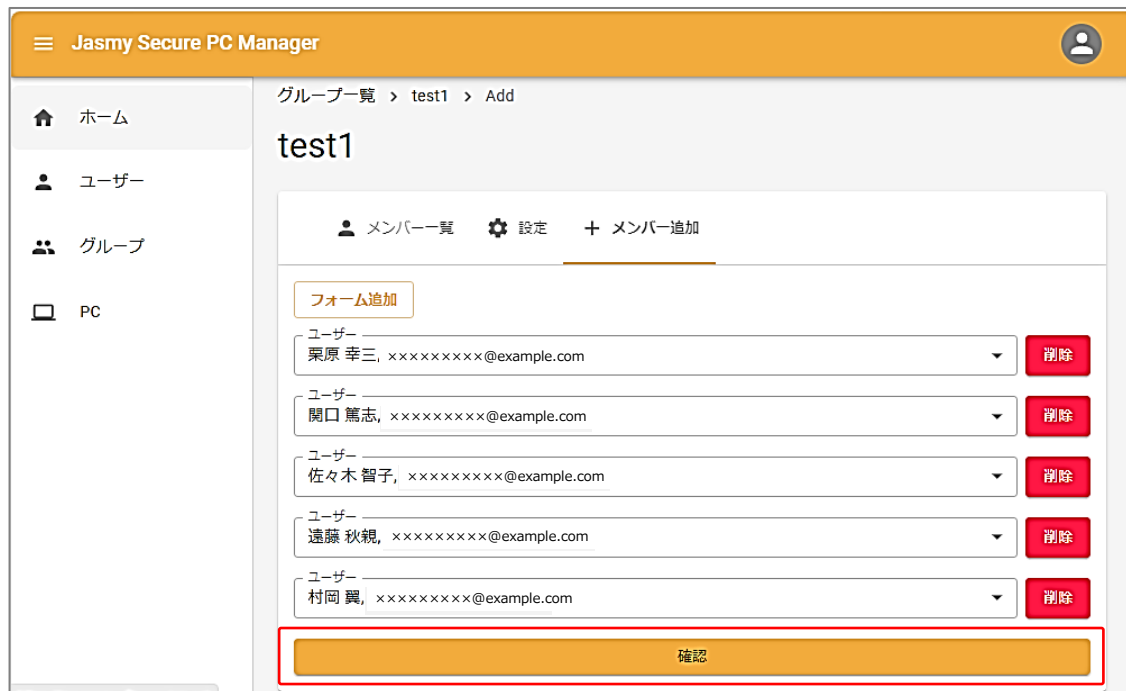 Jasmy Secure PC Manager
ホーム
ユーザー
グループ
PC
グループ一覧 > test1 > Add
test1
メンバー一覧 設定 + メンバー追加
フォーム追加
ユーザー
栗原 幸三, ×××××××××@example.com 削除
ユーザー
関口 篤志, ×××××××××@example.com 削除
ユーザー
佐々木 智子, ×××××××××@example.com 削除
ユーザー
遠藤 秋親, ×××××××××@example.com 削除
ユーザー
村岡 翼, ×××××××××@example.com 削除
確認